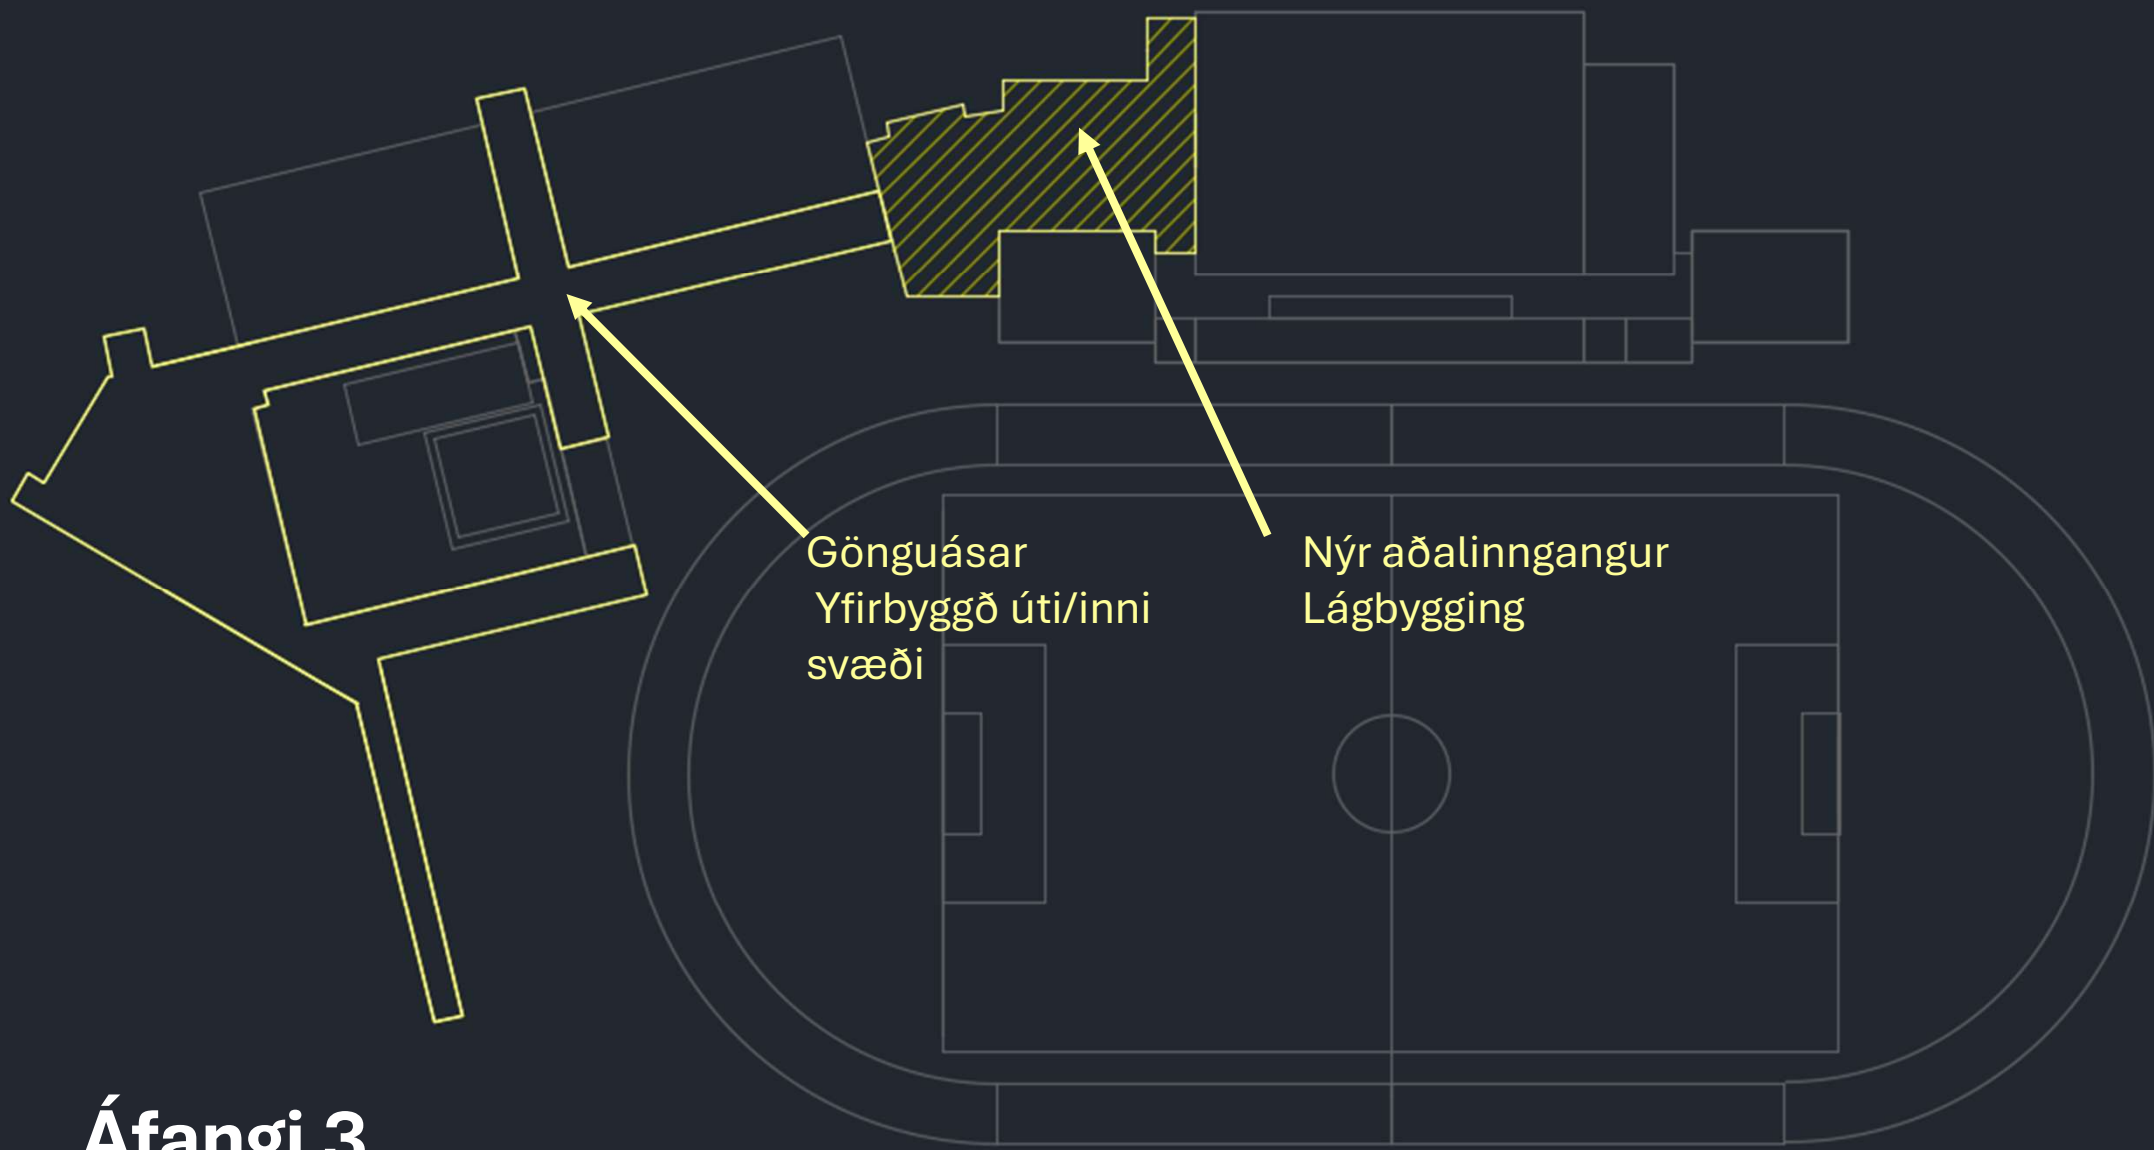 Gönguásar
Yfirbyggð úti/inni
svæði
Nýr aðalinngangur
Lágbygging
Áfangi 3